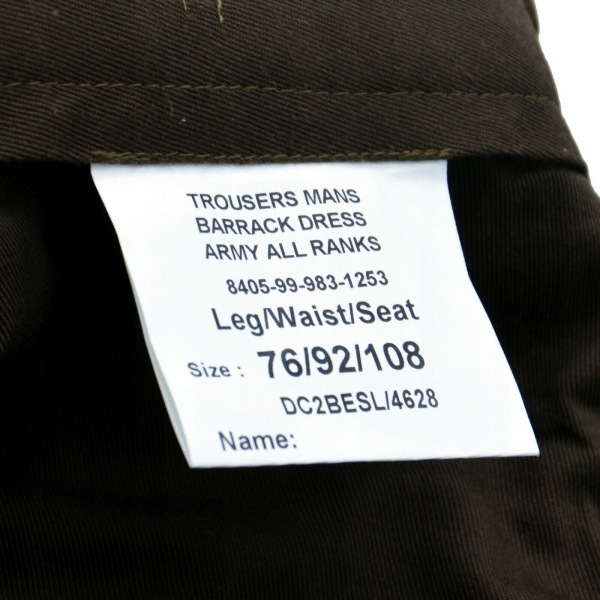 TROUSERS MANS
BARRACK DRESS
ARMY ALL RANKS
8405-99-983-1253
Leg/Waist/Seat
Size : 76/92/108
DC2BESL/4628
Name: